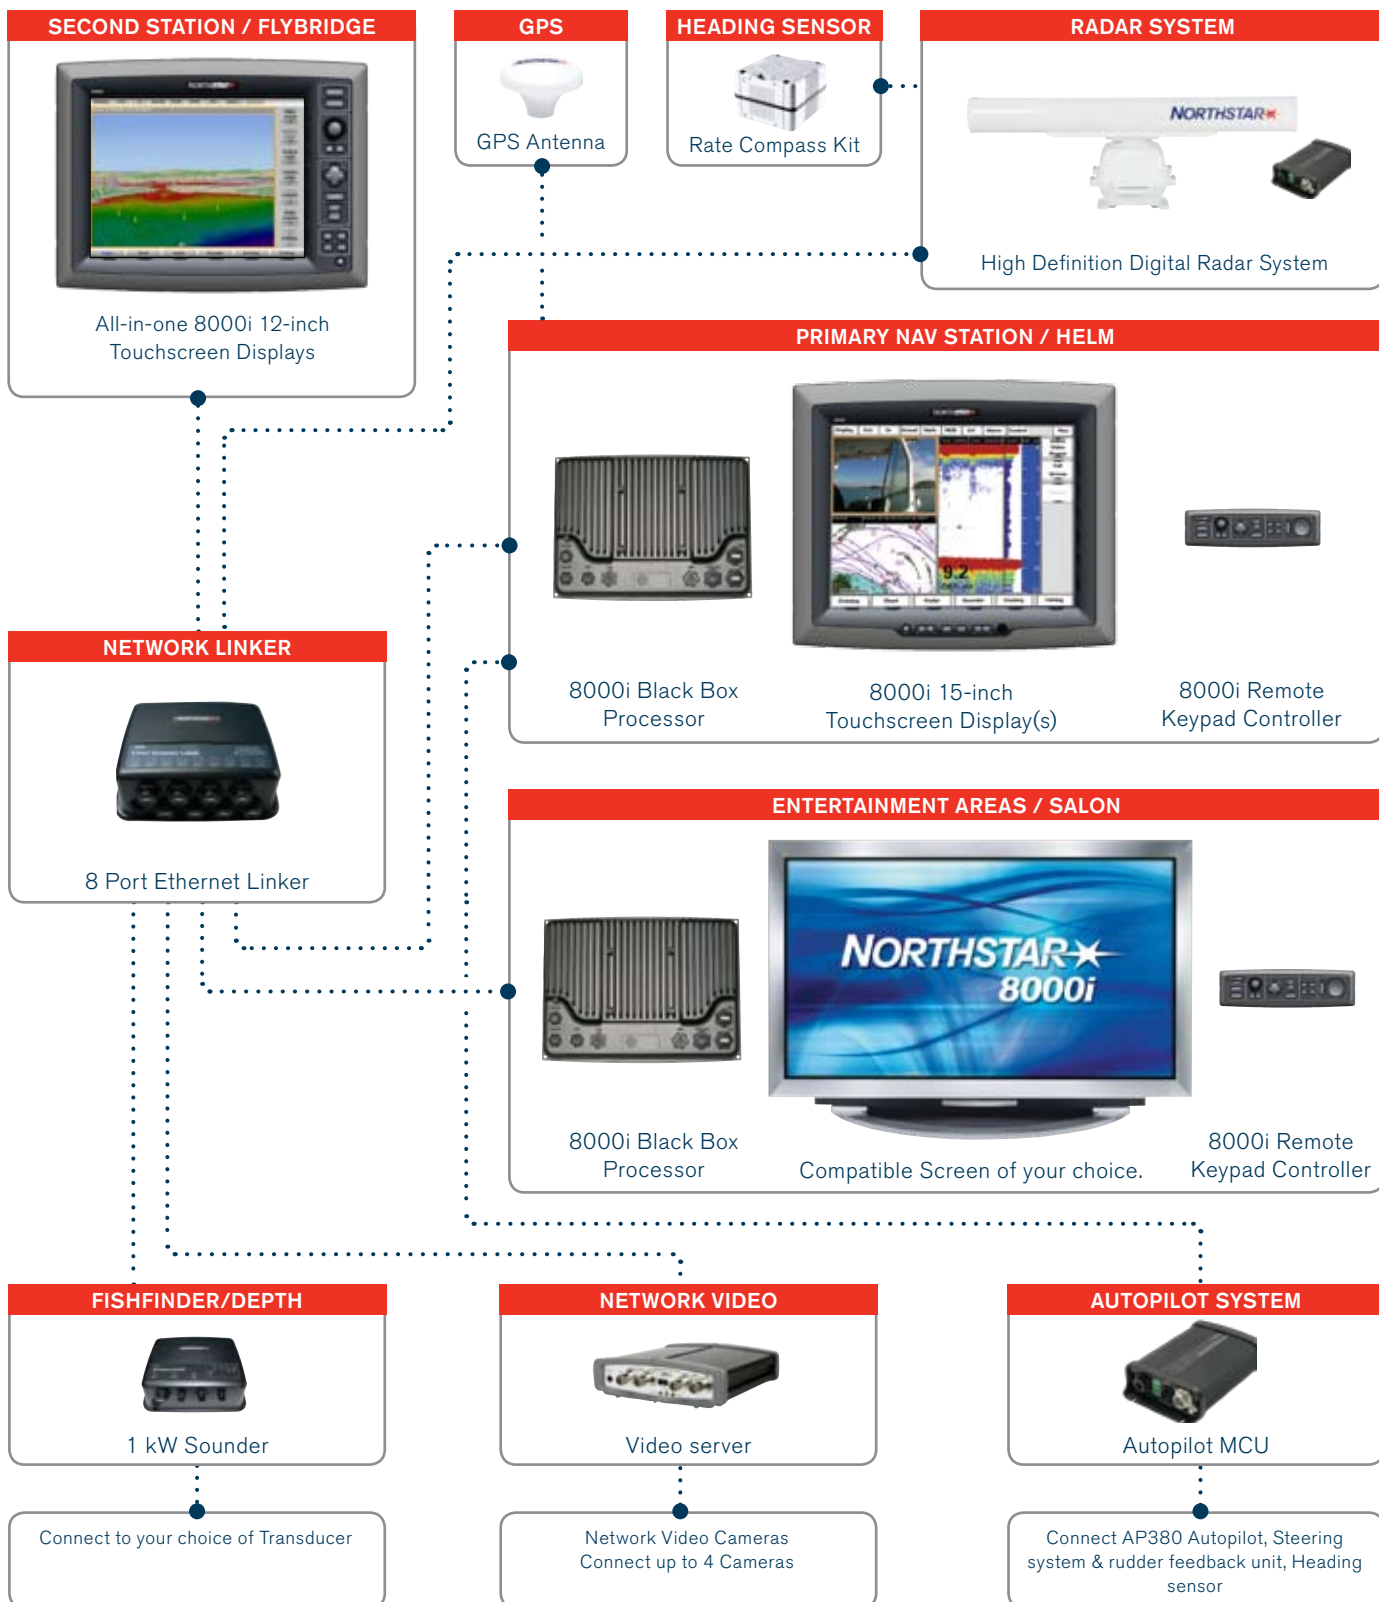 SECOND STATION / FLYBRIDGE
All-in-one 8000i 12-inch
Touchscreen Displays
GPS
GPS Antenna
HEADING SENSOR
Rate Compass Kit
RADAR SYSTEM
NORTHSTAR
High Definition Digital Radar System
PRIMARY NAV STATION / HELM
9.2
8000i Black Box
Processor
8000i 15-inch
Touchscreen Display(s)
8000i Remote
Keypad Controller
NETWORK LINKER
8 Port Ethernet Linker
ENTERTAINMENT AREAS / SALON
NORTHSTAR
8000i
8000i Black Box
Processor
Compatible Screen of your choice.
8000i Remote
Keypad Controller
FISHFINDER/DEPTH
1 kW Sounder
Connect to your choice of Transducer
NETWORK VIDEO
Video server
Network Video Cameras
Connect up to 4 Cameras
AUTOPILOT SYSTEM
Autopilot MCU
Connect AP380 Autopilot, Steering
system & rudder feedback unit, Heading
sensor